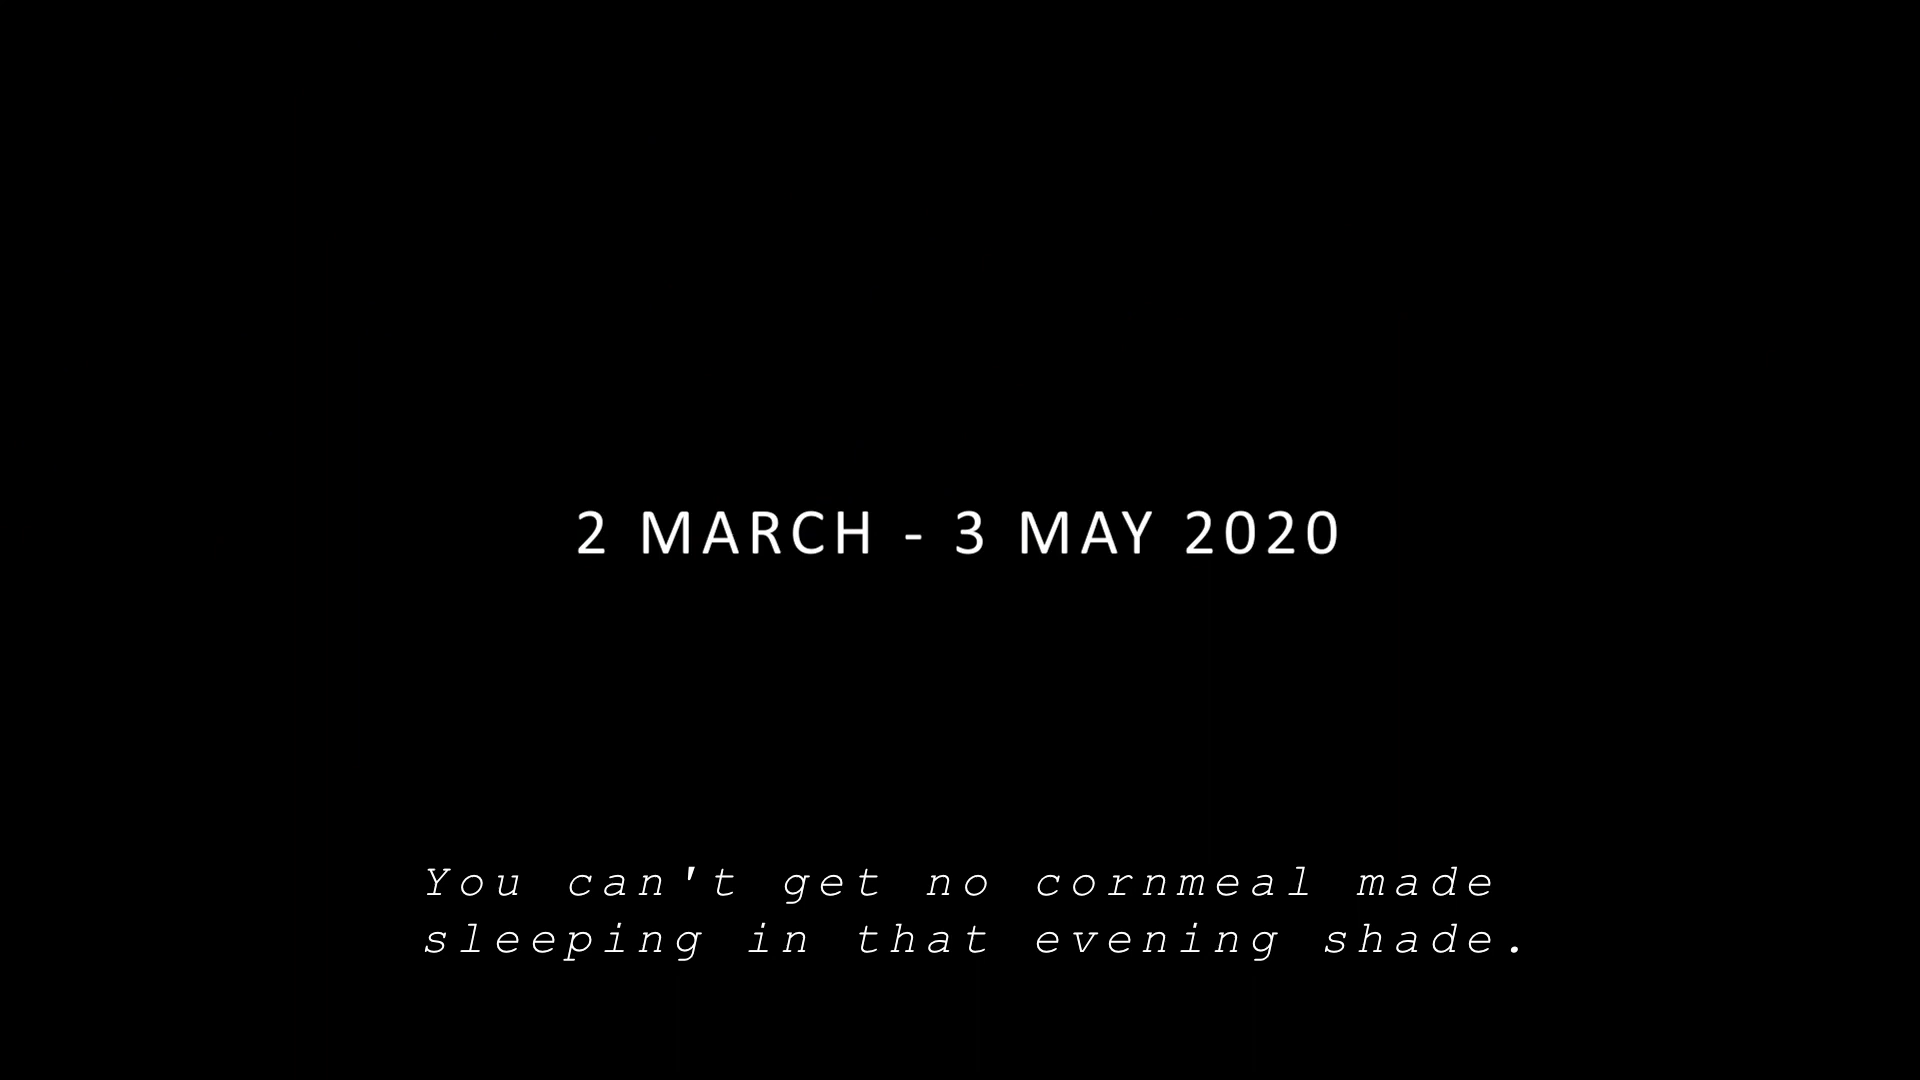 2 MARCH - 3 MAY 2020
You can't get no cornmeal made
sleeping in that evening shade.